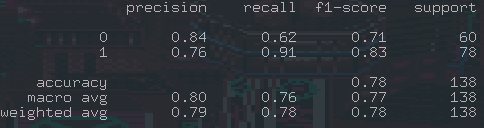 precision recall f1-score support
0 0.84 0.62 0.71 60
1 0.76 0.91 0.83 78
accuracy 0.78 138
macro avg 0.80 0.76 0.77 138
weighted avg 0.79 0.78 0.78 138